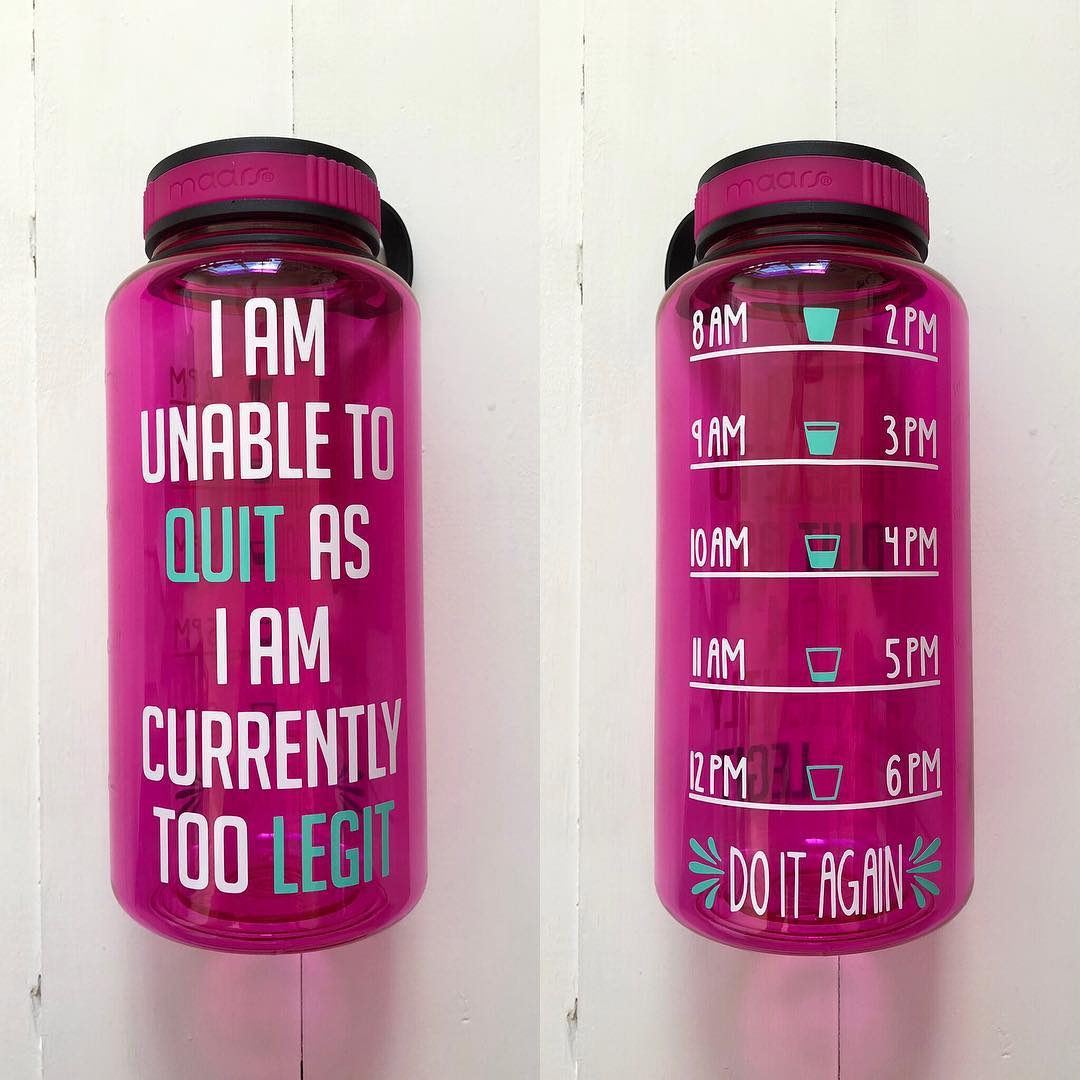 maars®
I AM
UNABLE TO
QUIT AS
I AM
CURRENTLY
TOO LEGIT
maars®
8 AM 2 PM
9 AM 3 PM
10 AM 4 PM
11 AM 5 PM
12 PM 6 PM
DO IT AGAIN